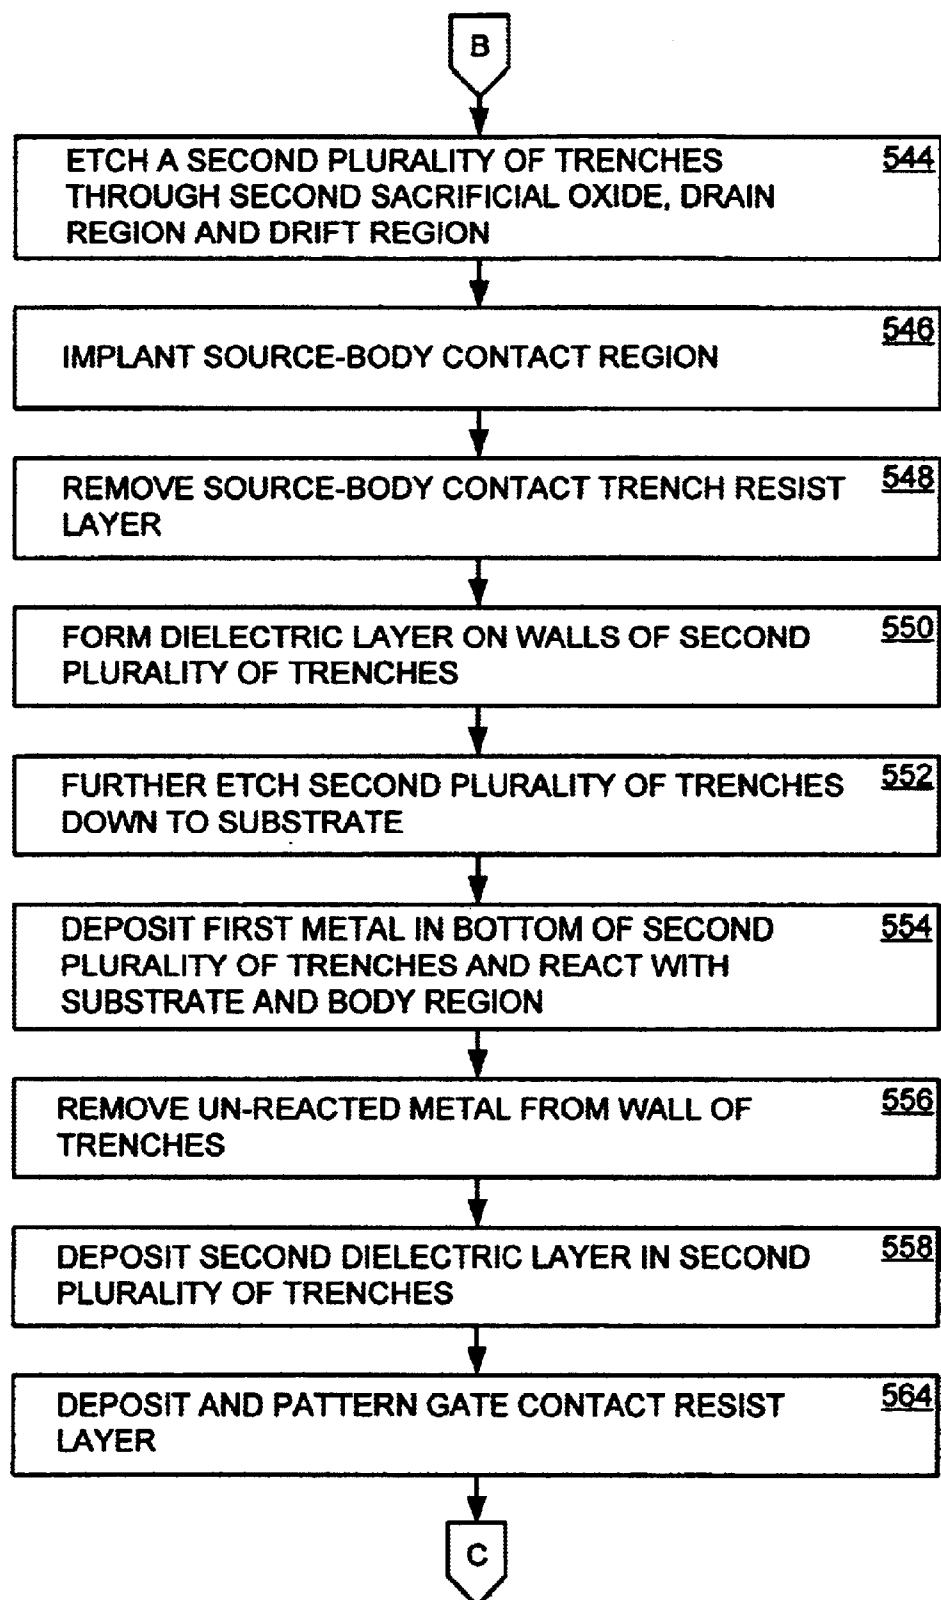 B
ETCH A SECOND PLURALITY OF TRENCHES 544
THROUGH SECOND SACRIFICIAL OXIDE, DRAIN
REGION AND DRIFT REGION
IMPLANT SOURCE-BODY CONTACT REGION 546
REMOVE SOURCE-BODY CONTACT TRENCH RESIST 548
LAYER
FORM DIELECTRIC LAYER ON WALLS OF SECOND 550
PLURALITY OF TRENCHES
FURTHER ETCH SECOND PLURALITY OF TRENCHES 552
DOWN TO SUBSTRATE
DEPOSIT FIRST METAL IN BOTTOM OF SECOND 554
PLURALITY OF TRENCHES AND REACT WITH
SUBSTRATE AND BODY REGION
REMOVE UN-REACTED METAL FROM WALL OF 556
TRENCHES
DEPOSIT SECOND DIELECTRIC LAYER IN SECOND 558
PLURALITY OF TRENCHES
DEPOSIT AND PATTERN GATE CONTACT RESIST 564
LAYER
C